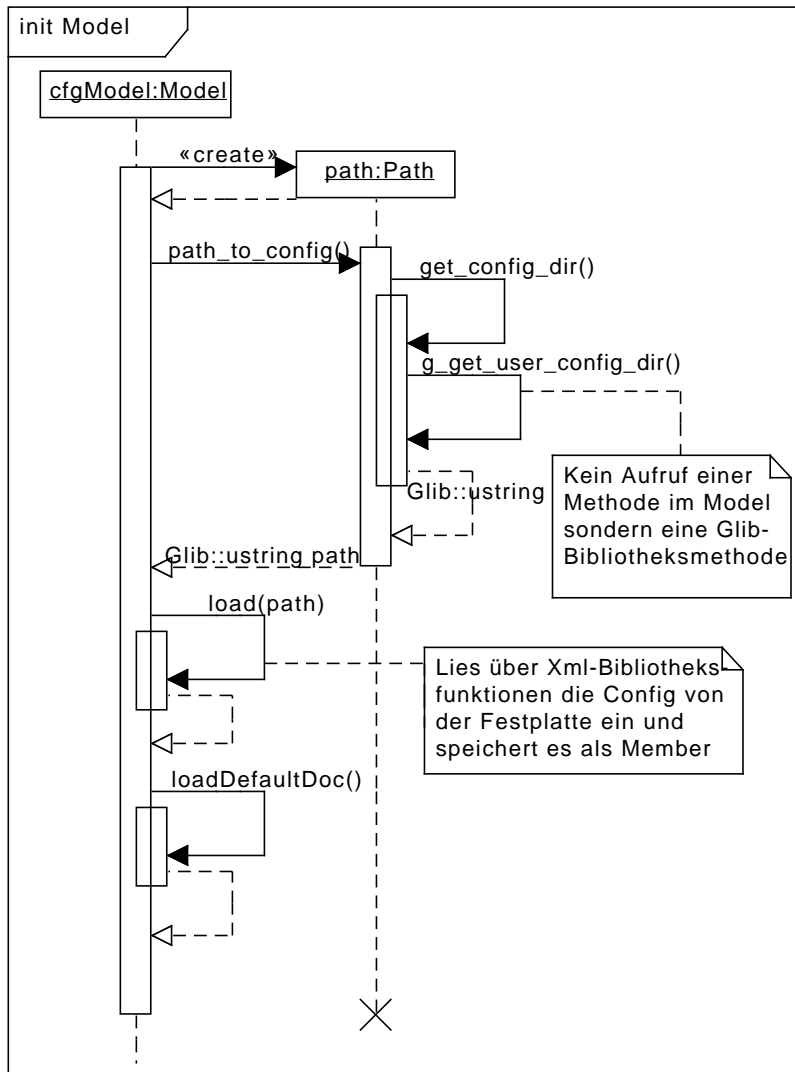 init Model
cfgModel:Model
«create»
path:Path
path_to_config()
get_config_dir()
g_get_user_config_dir()
Glib::ustring
Kein Aufruf einer
Methode im Model
sondern eine Glib-
Bibliotheksmethode
Glib::ustring path
load(path)
Lies über Xml-Bibliotheks-
funktionen die Config von
der Festplatte ein und
speichert es als Member
loadDefaultDoc()